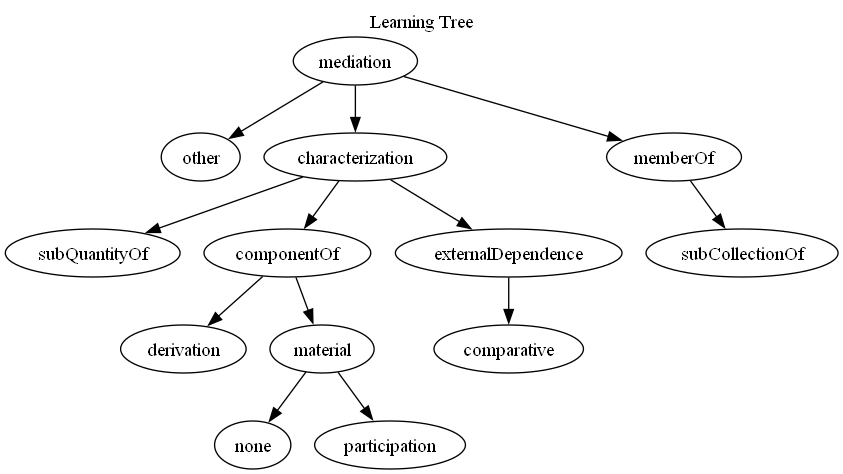 Learning Tree
mediation
other
characterization
memberOf
subQuantityOf
componentOf
externalDependence
subCollectionOf
derivation
material
comparative
none
participation